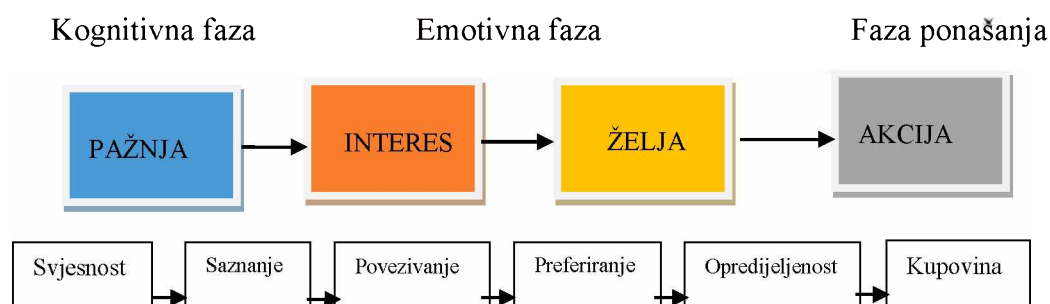 Kognitivna faza Emotivna faza Faza ponašanja
PAŽNJA INTERES ŽELJA AKCIJA
Svjesnost Saznanje Povezivanje Preferiranje Opredijeljenost Kupovina